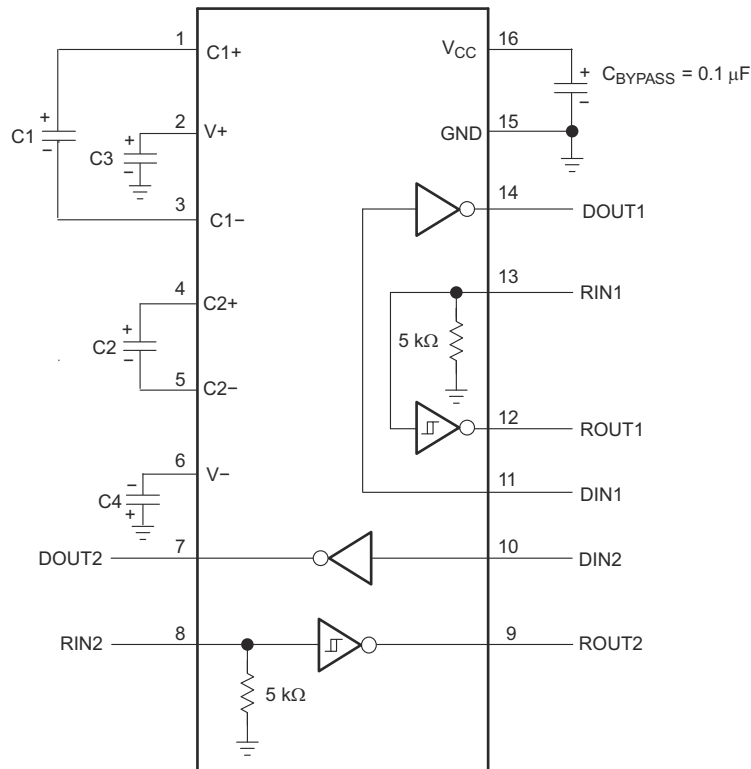 1
C1+
VCC
16
+
CBYPASS = 0.1 μF
−
+
C1
−
2
V+
+
C3
−
GND
15
3
C1−
14
DOUT1
13
RIN1
4
C2+
+
C2
−
5 kΩ
5
C2−
12
ROUT1
6
V−
−
C4
+
11
DIN1
DOUT2
7
10
DIN2
RIN2
8
9
ROUT2
5 kΩ